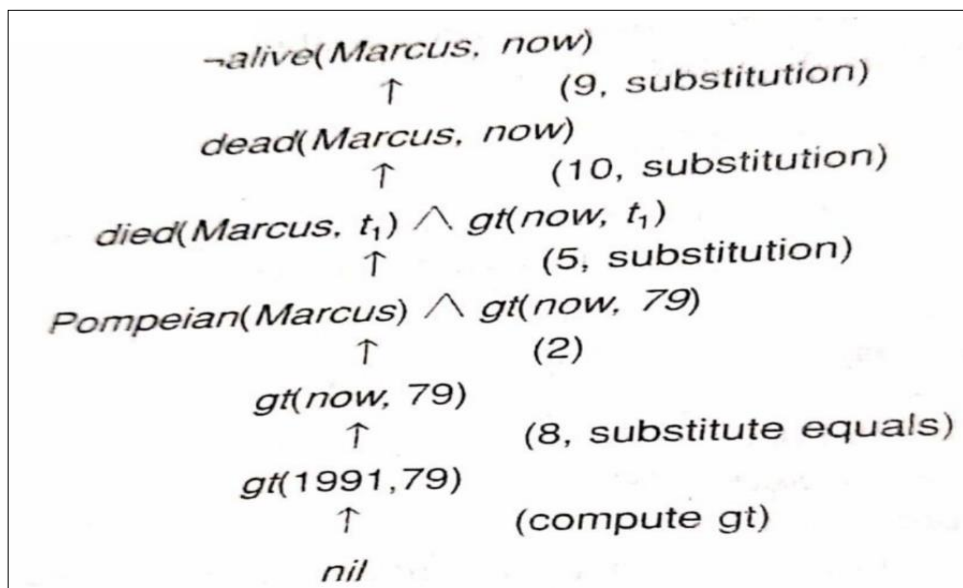 ¬alive(Marcus, now)
↑ (9, substitution)
dead(Marcus, now)
↑ (10, substitution)
died(Marcus, t₁) ∧ gt(now, t₁)
↑ (5, substitution)
Pompeian(Marcus) ∧ gt(now, 79)
↑ (2)
gt(now, 79)
↑ (8, substitute equals)
gt(1991,79)
↑ (compute gt)
nil